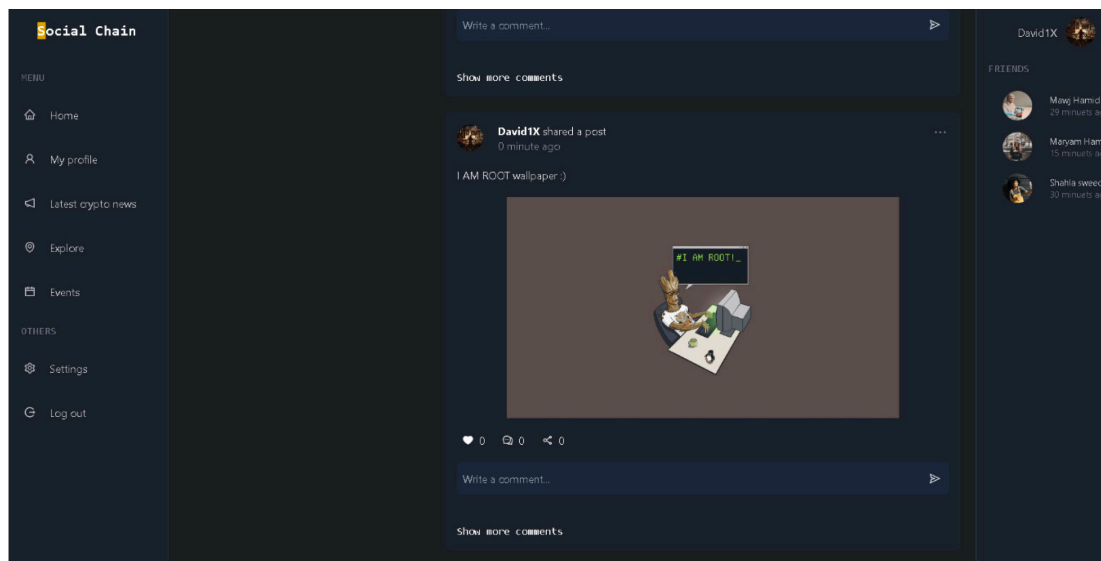 Social Chain
MENU
Home
My profile
Latest crypto news
Explore
Events
OTHERS
Settings
Log out
Write a comment...
Show more comments
David1X shared a post
0 minute ago
I AM ROOT wallpaper :)
#I AM ROOT!_
0 0 0
Write a comment...
Show more comments
David1X
FRIENDS
Mawj Hamid
29 minuets a
Maryam Ham
15 minuets a
Shahla sweed
30 minuets a